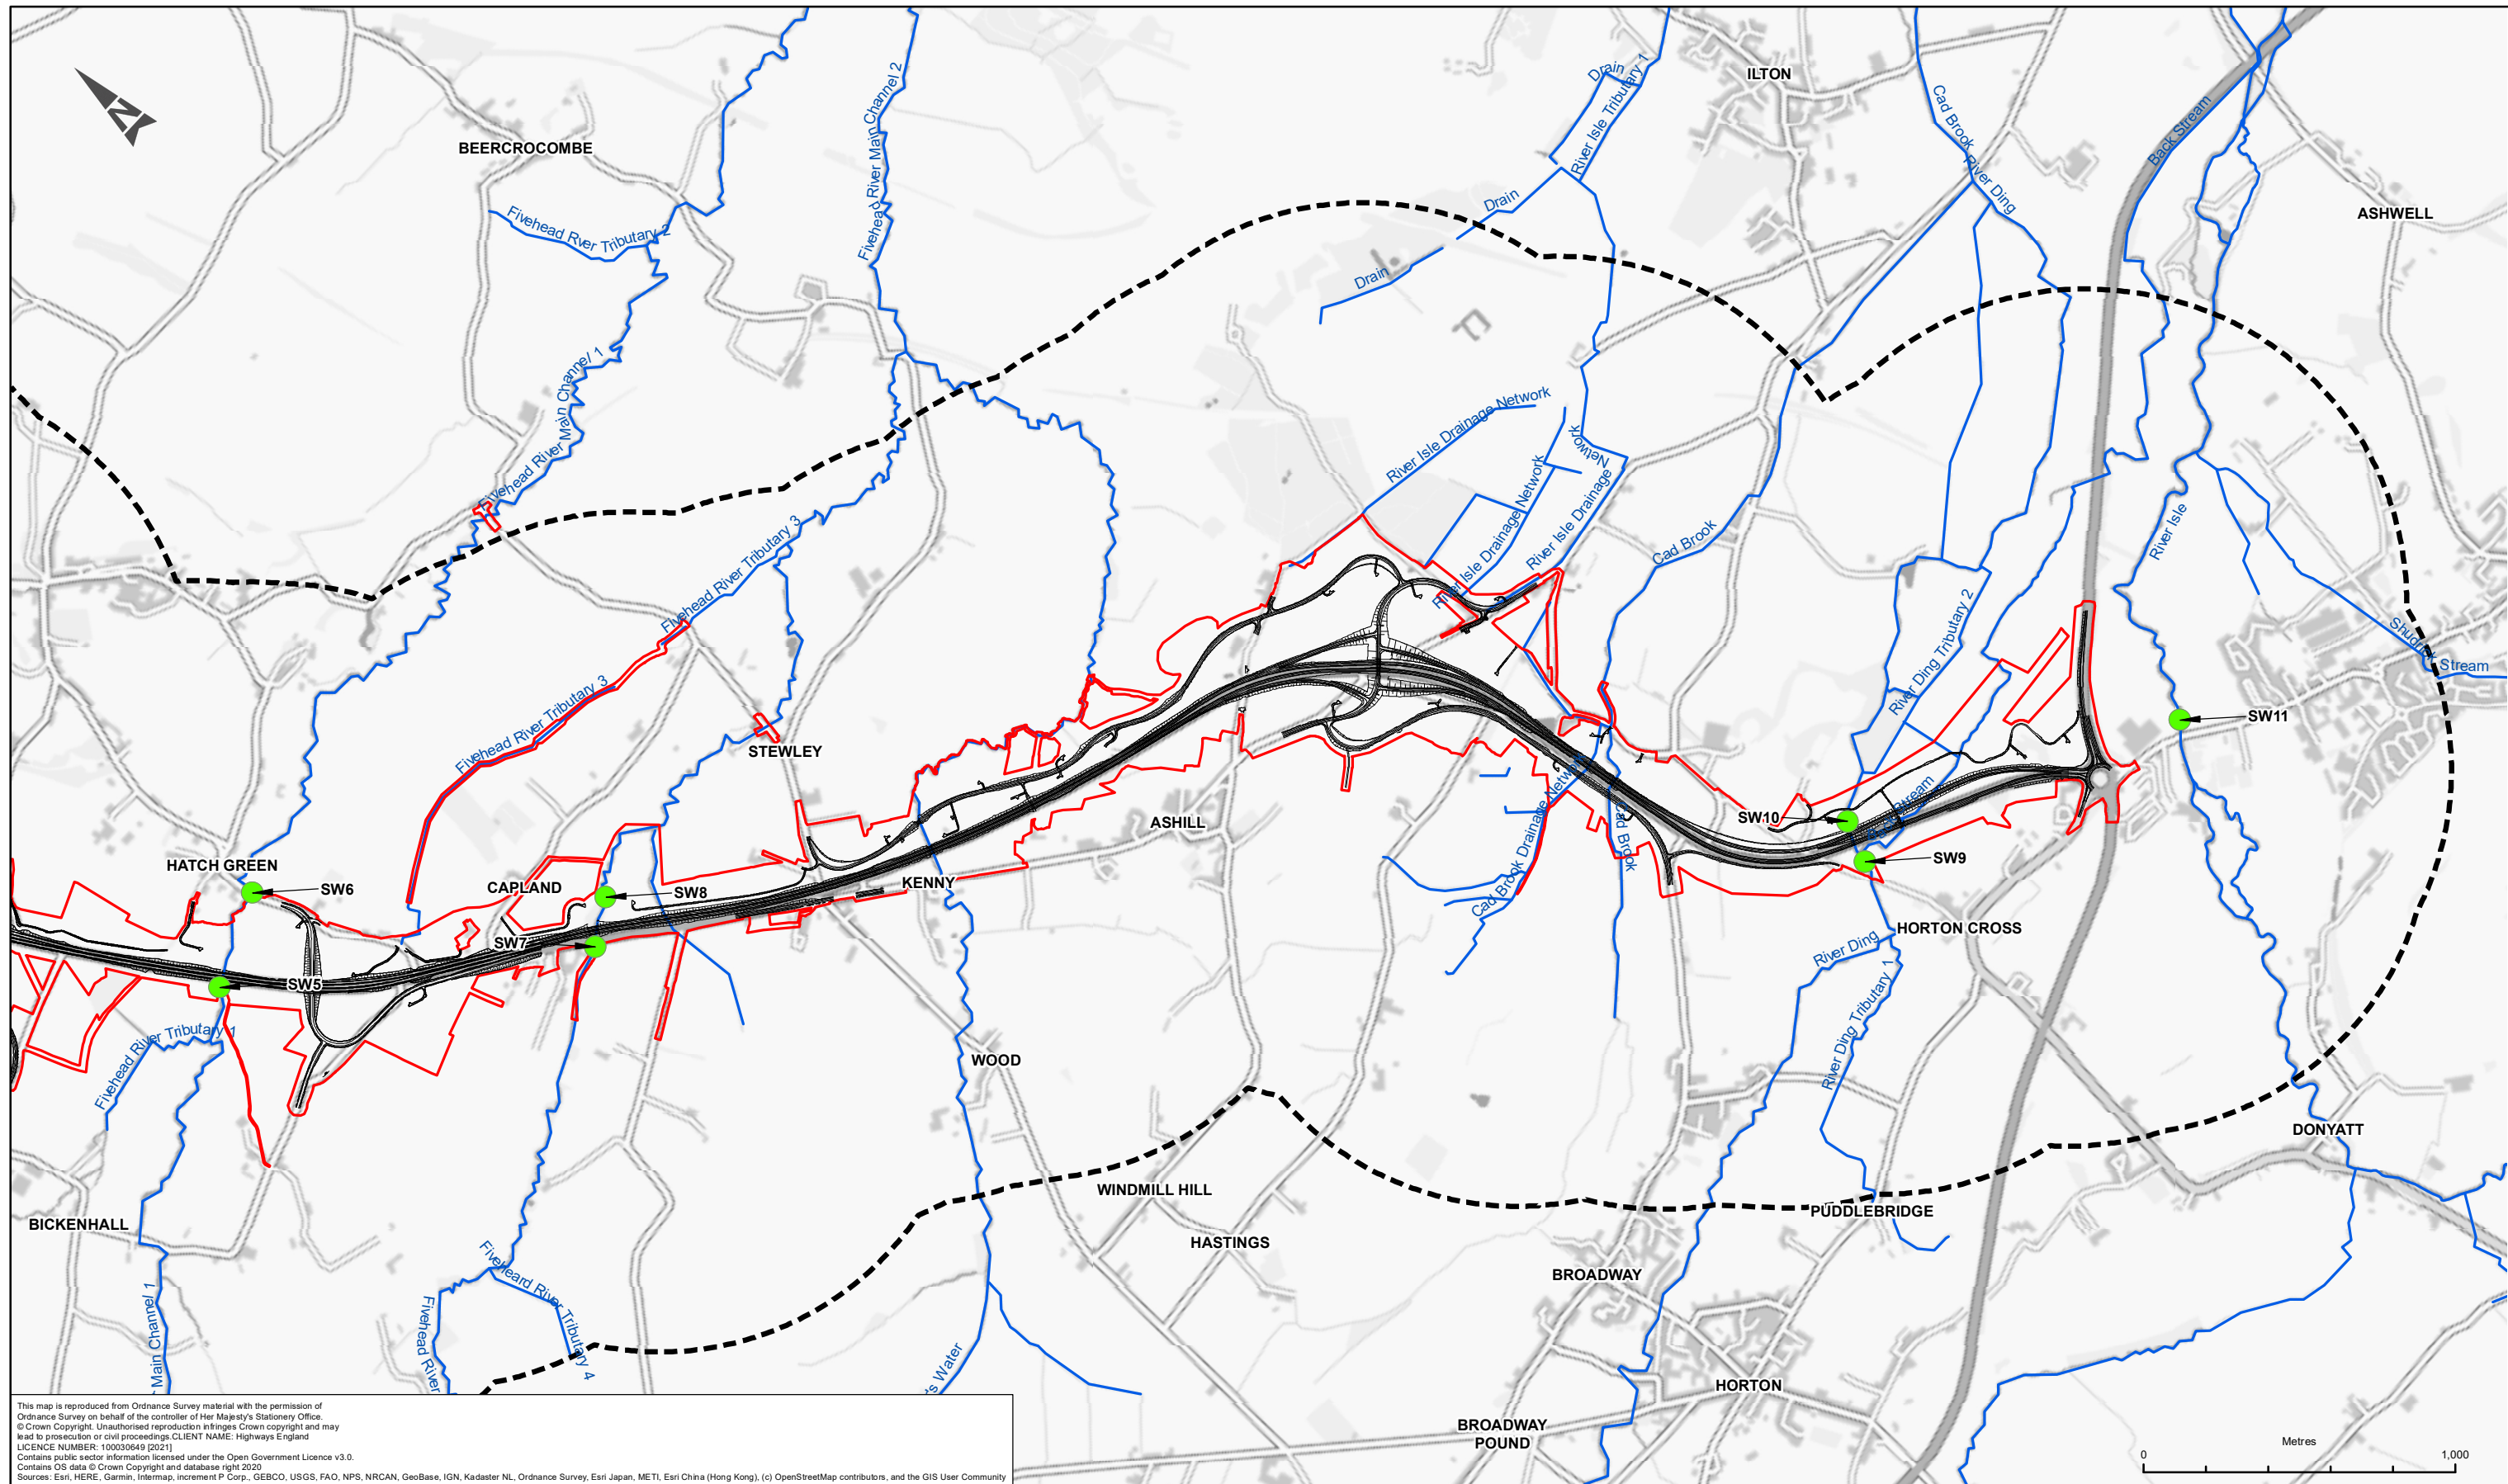 N
ILTON
BEERCROCOMBE
ASHWELL
Fivehead River Main Channel 2
Drain
River Isle Tributary 1
Cad Brook
River Ding
Back Stream
Drain
Fivehead Rver Tributary 2
Drain
Fivehead River Main Channel 1
River Isle Drainage Network
River Isle Drainage Network
River Isle Drainage
Network
Cad Brook
River Isle
Fivehead River Tributary 3
River Isle Drainage Network
River Ding Tributary 2
Shudrick Stream
Fivehead River Tributary 3
STEWLEY
SW11
ASHILL
SW10
Back Stream
Cad Brook Drainage Network
Cad Brook
SW9
HATCH GREEN
SW6
CAPLAND
SW8
KENNY
SW7
HORTON CROSS
River Ding
SW5
Fivehead River Tributary 1
River Ding Tributary 1
WOOD
DONYATT
WINDMILL HILL
PUDDLEBRIDGE
BICKENHALL
HASTINGS
BROADWAY
r Main Channel 1
Fivehead River
Fiveheard River Tributary 4
's Water
HORTON
BROADWAY
POUND
Metres
0
1,000
This map is reproduced from Ordnance Survey material with the permission of
Ordnance Survey on behalf of the controller of Her Majesty's Stationery Office.
© Crown Copyright. Unauthorised reproduction infringes Crown copyright and may
lead to prosecution or civil proceedings.CLIENT NAME: Highways England
LICENCE NUMBER: 100030649 [2021]
Contains public sector information licensed under the Open Government Licence v3.0.
Contains OS data © Crown Copyright and database right 2020
Sources: Esri, HERE, Garmin, Intermap, increment P Corp., GEBCO, USGS, FAO, NPS, NRCAN, GeoBase, IGN, Kadaster NL, Ordnance Survey, Esri Japan, METI, Esri China (Hong Kong), (c) OpenStreetMap contributors, and the GIS User Community